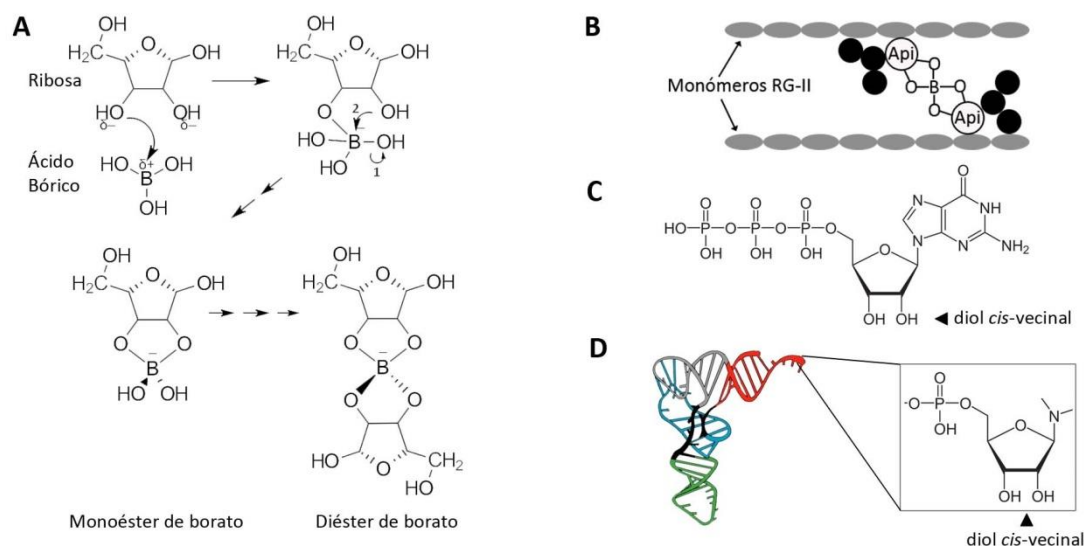 A
OH
H₂C
O
OH
Ribosa
HO
OH
δ—
δ—
Ácido
Bórico
δ+
HO
B
OH
OH
OH
H₂C
O
OH
O
OH
2
HO
B
—
OH
HO
1
OH
H₂C
O
OH
O
O
B
—
HO
OH
Monoéster de borato
OH
H₂C
O
OH
O
O
B
—
O
O
HO
O
CH₂
HO
Diéster de borato
B
Api
O
O
B
O
O
Api
Monómeros RG-II
C
O
O
O
HO-P-O-P-O-P-O
OH
OH
OH
O
N
NH
N
N
NH₂
O
OH
OH
◄ diol cis-vecinal
D
O
-O-P-O
OH
O
N
OH
OH
▲
diol cis-vecinal